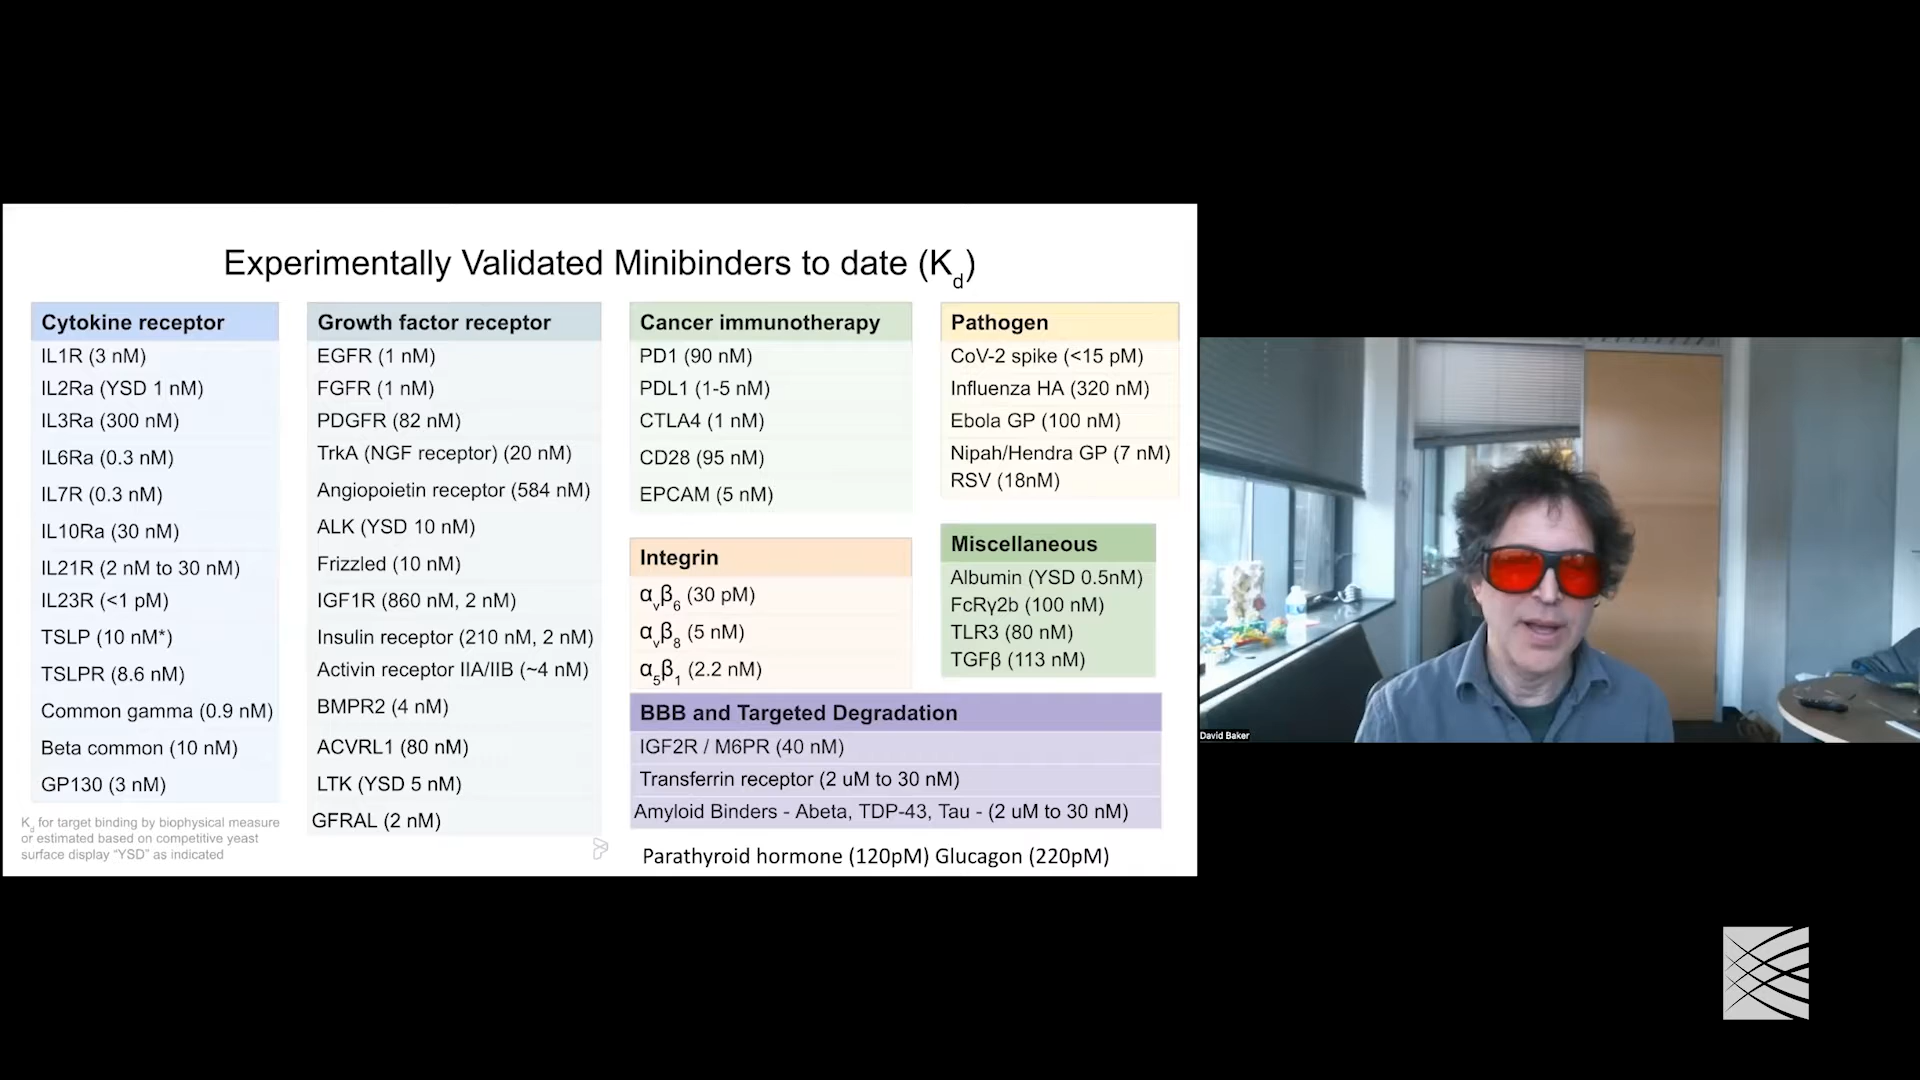 Experimentally Validated Minibinders to date (Kd)
Cytokine receptor
IL1R (3 nM)
IL2Ra (YSD 1 nM)
IL3Ra (300 nM)
IL6Ra (0.3 nM)
IL7R (0.3 nM)
IL10Ra (30 nM)
IL21R (2 nM to 30 nM)
IL23R (<1 pM)
TSLP (10 nM*)
TSLPR (8.6 nM)
Common gamma (0.9 nM)
Beta common (10 nM)
GP130 (3 nM)
Kd for target binding by biophysical measure
or estimated based on competitive yeast
surface display “YSD” as indicated
Growth factor receptor
EGFR (1 nM)
FGFR (1 nM)
PDGFR (82 nM)
TrkA (NGF receptor) (20 nM)
Angiopoietin receptor (584 nM)
ALK (YSD 10 nM)
Frizzled (10 nM)
IGF1R (860 nM, 2 nM)
Insulin receptor (210 nM, 2 nM)
Activin receptor IIA/IIB (~4 nM)
BMPR2 (4 nM)
ACVRL1 (80 nM)
LTK (YSD 5 nM)
GFRAL (2 nM)
Cancer immunotherapy
PD1 (90 nM)
PDL1 (1-5 nM)
CTLA4 (1 nM)
CD28 (95 nM)
EPCAM (5 nM)
Integrin
αvβ6 (30 pM)
αvβ8 (5 nM)
α5β1 (2.2 nM)
Pathogen
CoV-2 spike (<15 pM)
Influenza HA (320 nM)
Ebola GP (100 nM)
Nipah/Hendra GP (7 nM)
RSV (18nM)
Miscellaneous
Albumin (YSD 0.5nM)
FcRγ2b (100 nM)
TLR3 (80 nM)
TGFβ (113 nM)
BBB and Targeted Degradation
IGF2R / M6PR (40 nM)
Transferrin receptor (2 uM to 30 nM)
Amyloid Binders - Abeta, TDP-43, Tau - (2 uM to 30 nM)
Parathyroid hormone (120pM) Glucagon (220pM)
David Baker